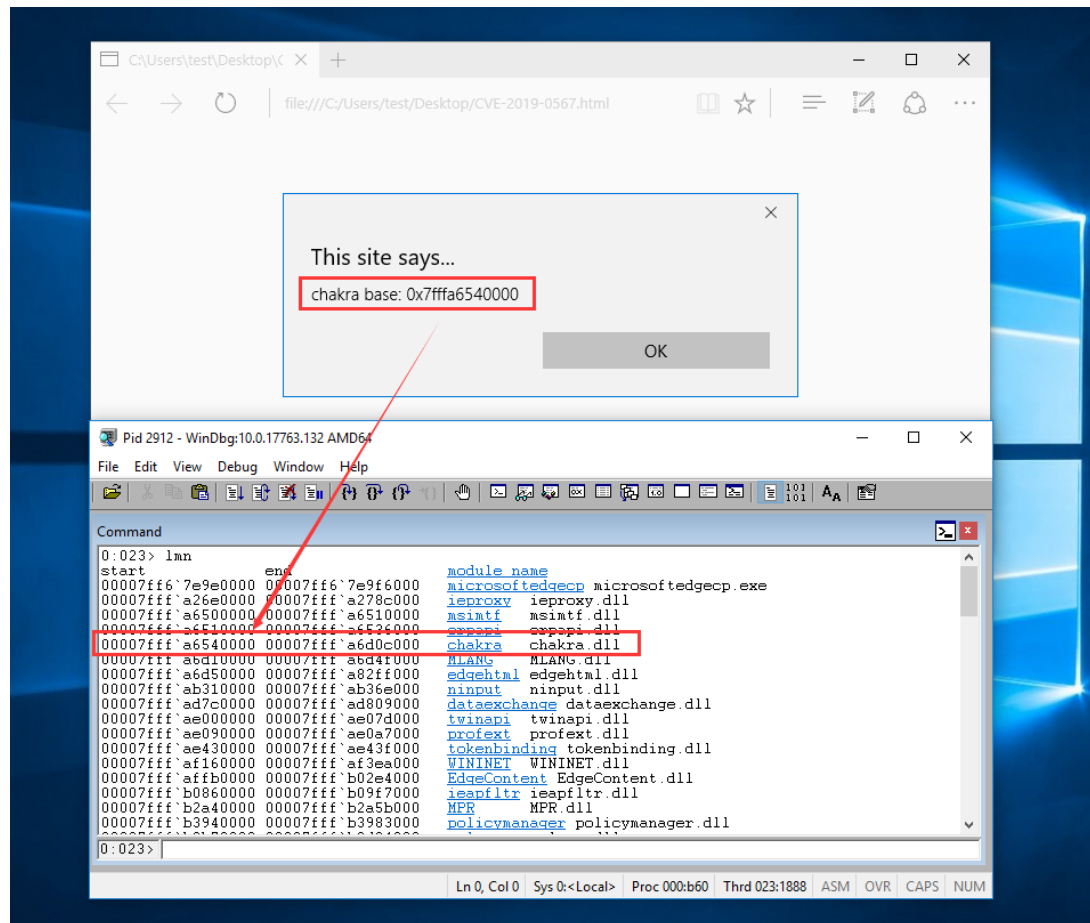 C:\Users\test\Desktop\(
file:///C:/Users/test/Desktop/CVE-2019-0567.html
This site says...
chakra base: 0x7fffa6540000
OK
Pid 2912 - WinDbg:10.0.17763.132 AMD64
File Edit View Debug Window Help
Command
0:023> lmn
start end module name
00007ff6`7e9e0000 00007ff6`7e9f6000 microsoftedgecp microsoftedgecp.exe
00007fff`a26e0000 00007fff`a278c000 ieproxy ieproxy.dll
00007fff`a6500000 00007fff`a6510000 msimtf msimtf.dll
00007fff`a6510000 00007fff`a6536000 srpapi srpapi.dll
00007fff`a6540000 00007fff`a6d0c000 chakra chakra.dll
00007fff`a6d10000 00007fff`a6d4f000 MLANG MLANG.dll
00007fff`a6d50000 00007fff`a82ff000 edgehtml edgehtml.dll
00007fff`ab310000 00007fff`ab36e000 ninput ninput.dll
00007fff`ad7c0000 00007fff`ad809000 dataexchange dataexchange.dll
00007fff`ae000000 00007fff`ae07d000 twinapi twinapi.dll
00007fff`ae090000 00007fff`ae0a7000 profext profext.dll
00007fff`ae430000 00007fff`ae43f000 tokenbinding tokenbinding.dll
00007fff`af160000 00007fff`af3ea000 WININET WININET.dll
00007fff`affb0000 00007fff`b02e4000 EdgeContent EdgeContent.dll
00007fff`b0860000 00007fff`b09f7000 ieapfltr ieapfltr.dll
00007fff`b2a40000 00007fff`b2a5b000 MPR MPR.dll
00007fff`b3940000 00007fff`b3983000 policymanager policymanager.dll
0:023>
Ln 0, Col 0 Sys 0:<Local> Proc 000:b60 Thrd 023:1888 ASM OVR CAPS NUM